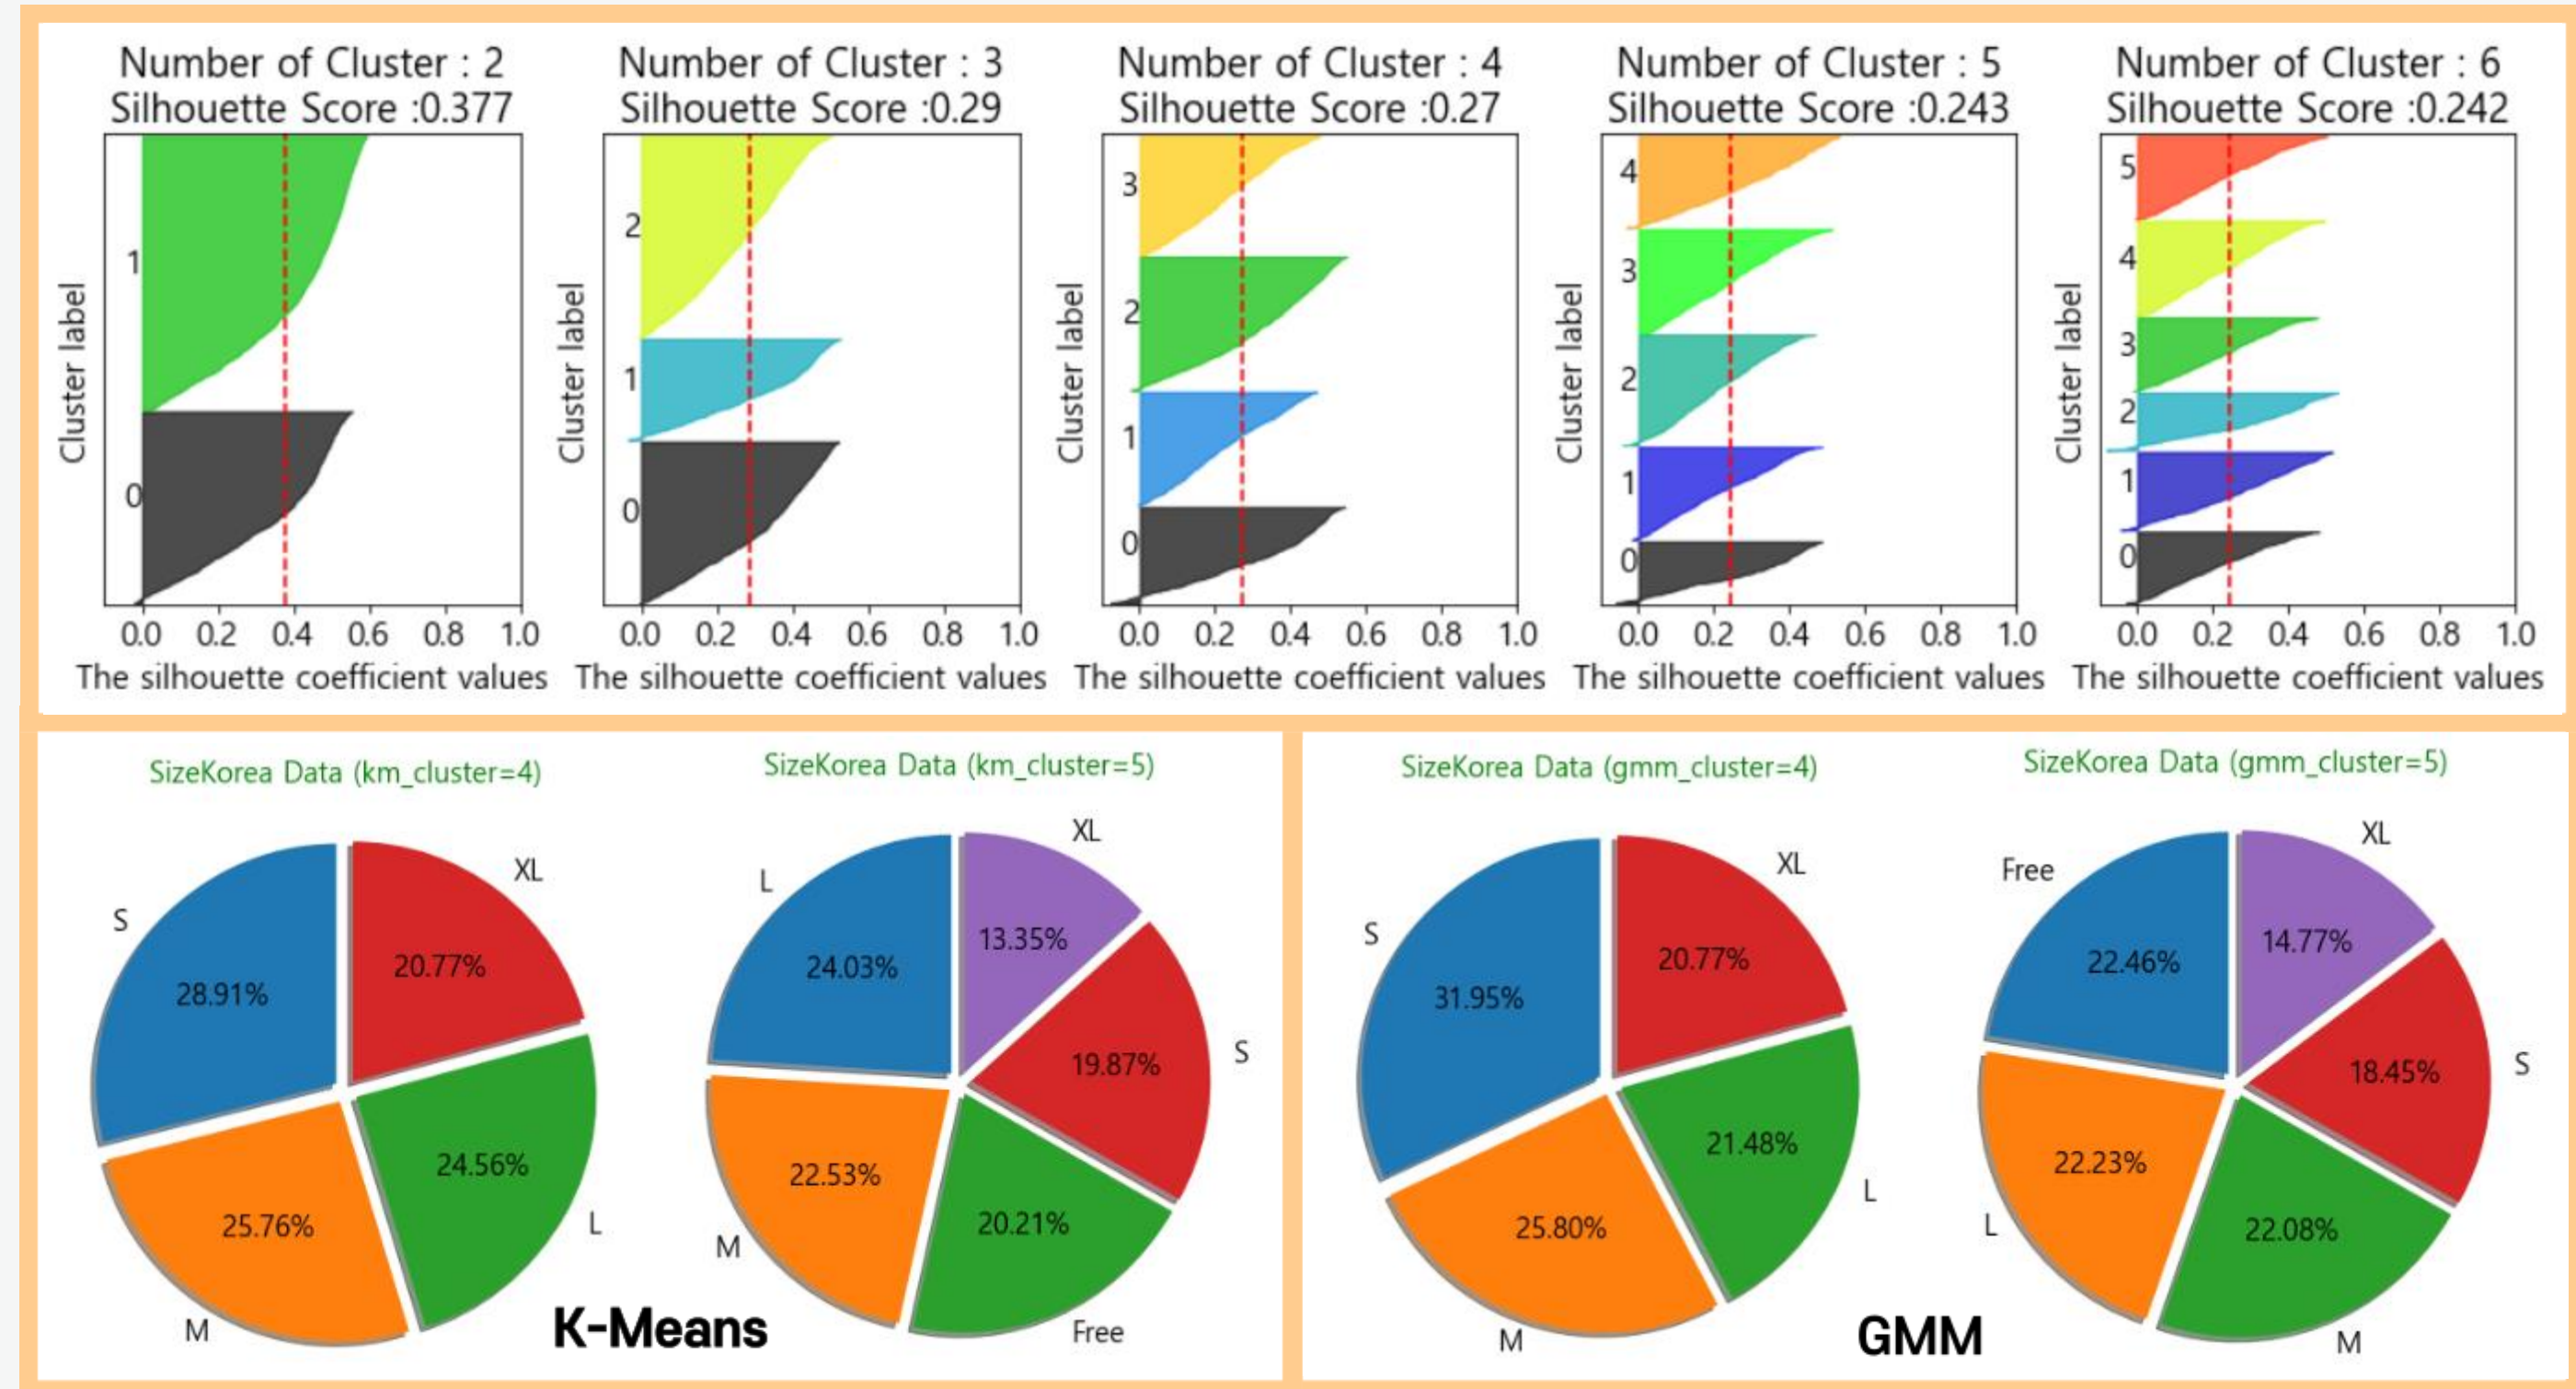 Number of Cluster : 2
Silhouette Score :0.377
Cluster label
1
0
0.0 0.2 0.4 0.6 0.8 1.0
The silhouette coefficient values
Number of Cluster : 3
Silhouette Score :0.29
Cluster label
2
1
0
0.0 0.2 0.4 0.6 0.8 1.0
The silhouette coefficient values
Number of Cluster : 4
Silhouette Score :0.27
Cluster label
3
2
1
0
0.0 0.2 0.4 0.6 0.8 1.0
The silhouette coefficient values
Number of Cluster : 5
Silhouette Score :0.243
Cluster label
4
3
2
1
0
0.0 0.2 0.4 0.6 0.8 1.0
The silhouette coefficient values
Number of Cluster : 6
Silhouette Score :0.242
Cluster label
5
4
3
2
1
0
0.0 0.2 0.4 0.6 0.8 1.0
The silhouette coefficient values
SizeKorea Data (km_cluster=4)
XL
S
20.77%
28.91%
24.56%
25.76%
L
M
SizeKorea Data (km_cluster=5)
XL
L
13.35%
24.03%
S
19.87%
22.53%
20.21%
M
Free
K-Means
SizeKorea Data (gmm_cluster=4)
XL
S
20.77%
31.95%
21.48%
L
25.80%
M
SizeKorea Data (gmm_cluster=5)
XL
Free
14.77%
22.46%
S
18.45%
22.23%
L
22.08%
M
GMM